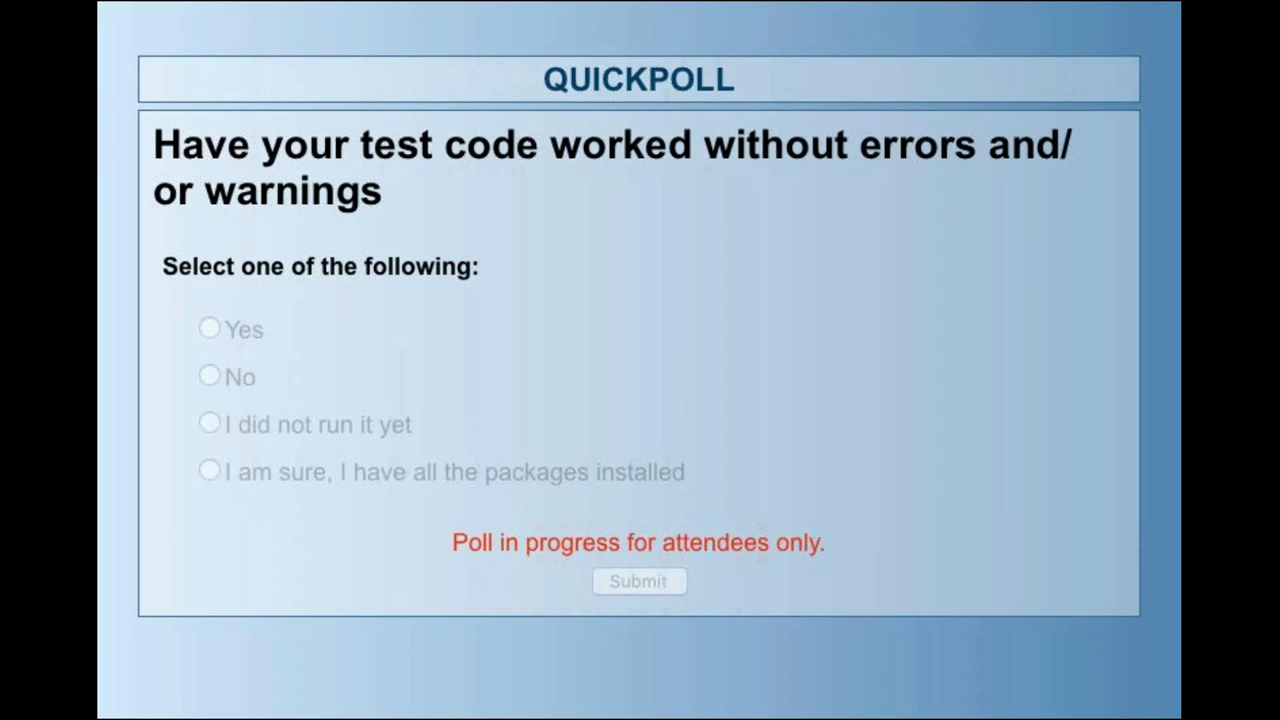 QUICKPOLL
Have your test code worked without errors and/
or warnings
Select one of the following:
Yes
No
I did not run it yet
I am sure, I have all the packages installed
Poll in progress for attendees only.
Submit